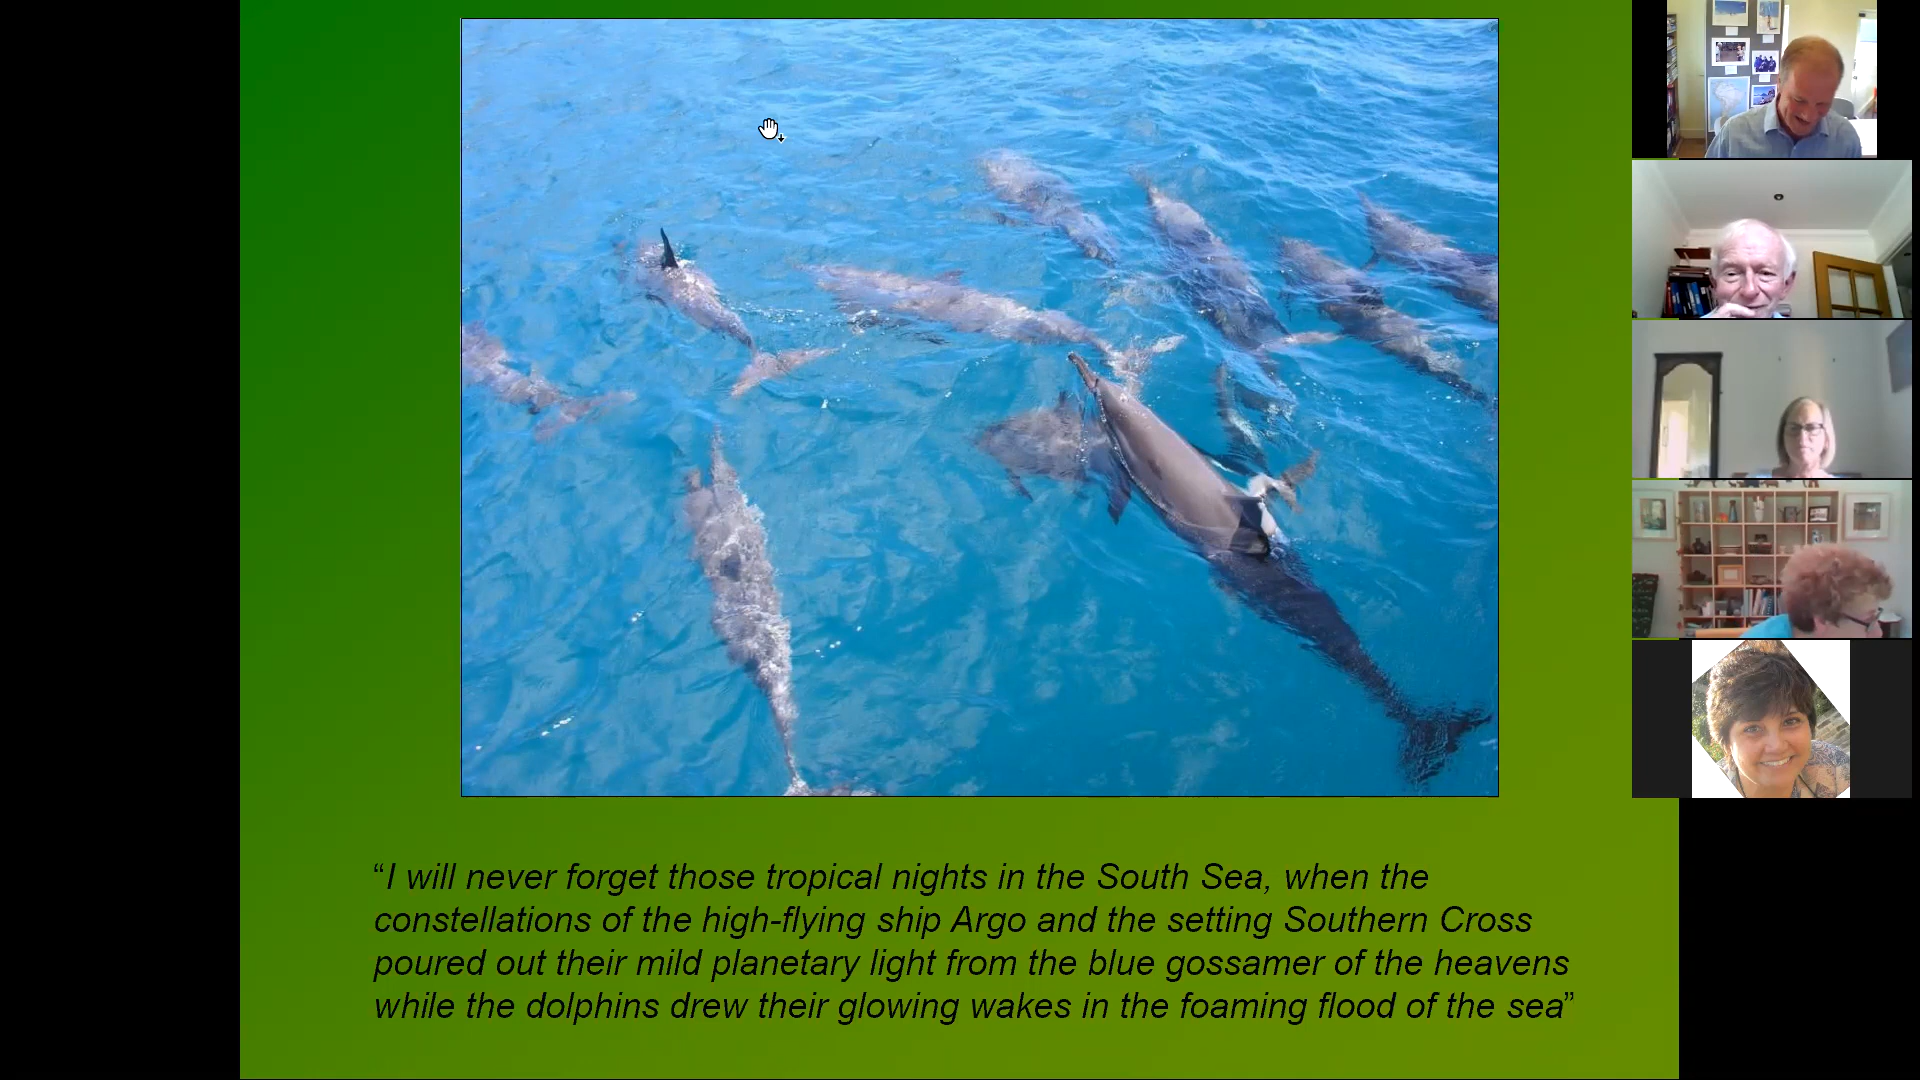 “I will never forget those tropical nights in the South Sea, when the
constellations of the high-flying ship Argo and the setting Southern Cross
poured out their mild planetary light from the blue gossamer of the heavens
while the dolphins drew their glowing wakes in the foaming flood of the sea”